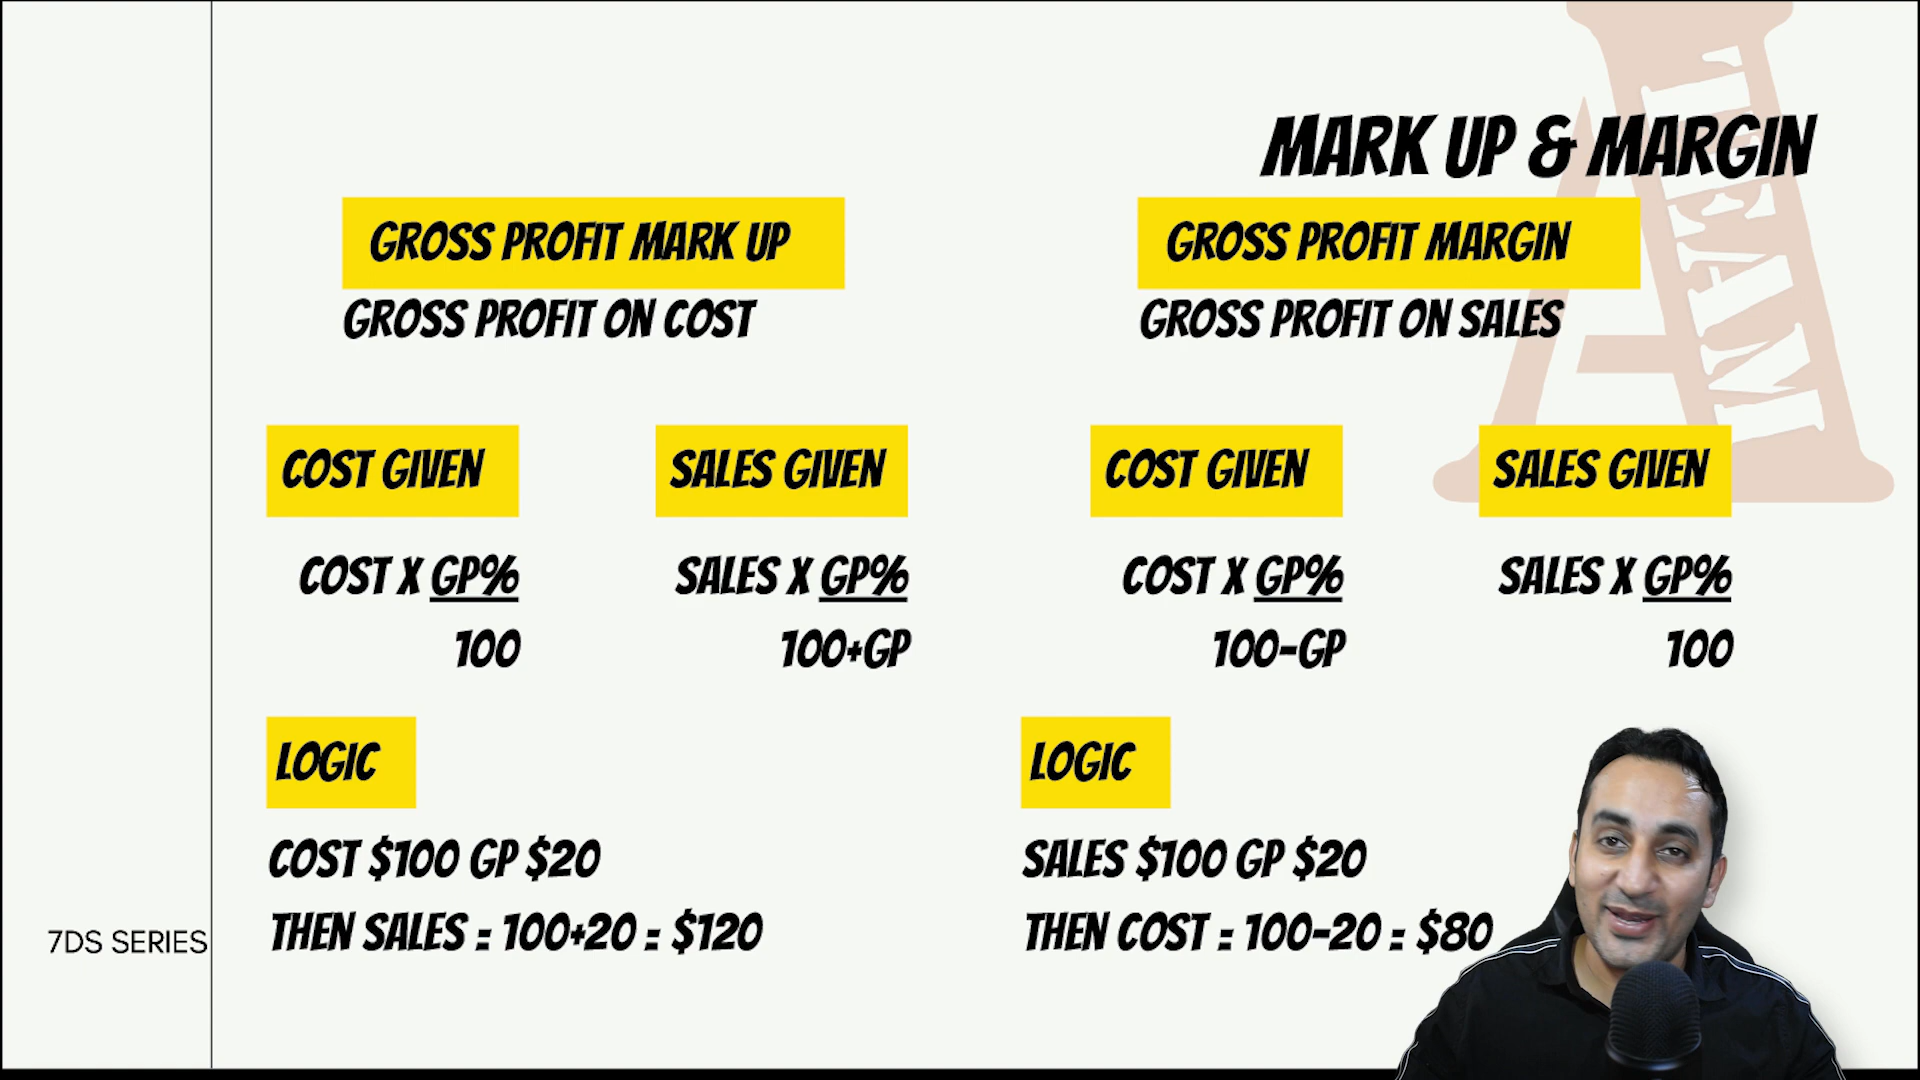 MARK UP & MARGIN
GROSS PROFIT MARK UP
GROSS PROFIT ON COST
GROSS PROFIT MARGIN
GROSS PROFIT ON SALES
COST GIVEN
COST X GP%
100
SALES GIVEN
SALES X GP%
100+GP
COST GIVEN
COST X GP%
100-GP
SALES GIVEN
SALES X GP%
100
LOGIC
COST $100 GP $20
THEN SALES = 100+20 = $120
LOGIC
SALES $100 GP $20
THEN COST = 100-20 = $80
7DS SERIES
A TEAM